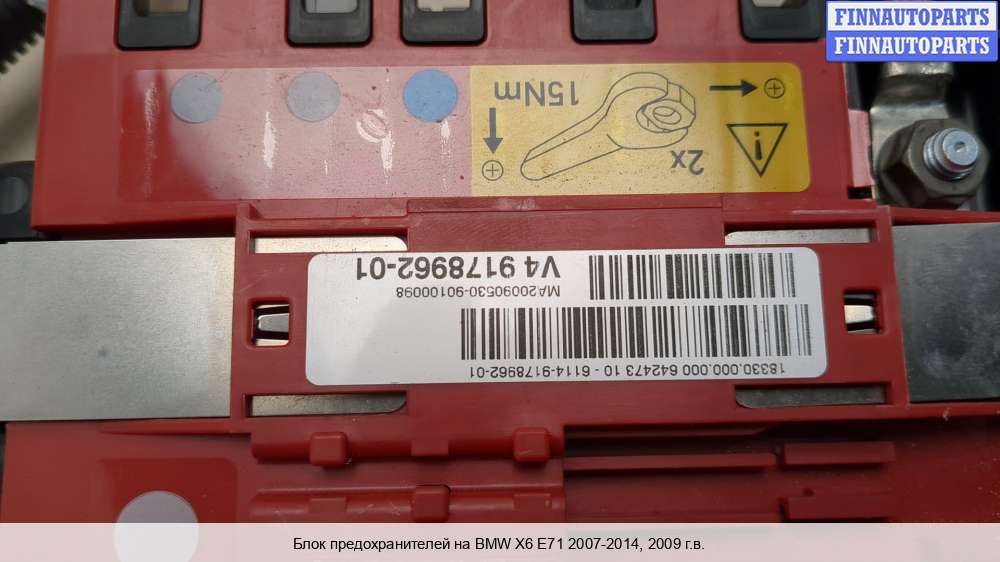 FINNAUTOPARTS
FINNAUTOPARTS
15Nm
2x
18330.000.000 642473 10 - 6114-9178962-01
MA20090530-90100098
V4 9178962-01
Блок предохранителей на BMW X6 E71 2007-2014, 2009 г.в.